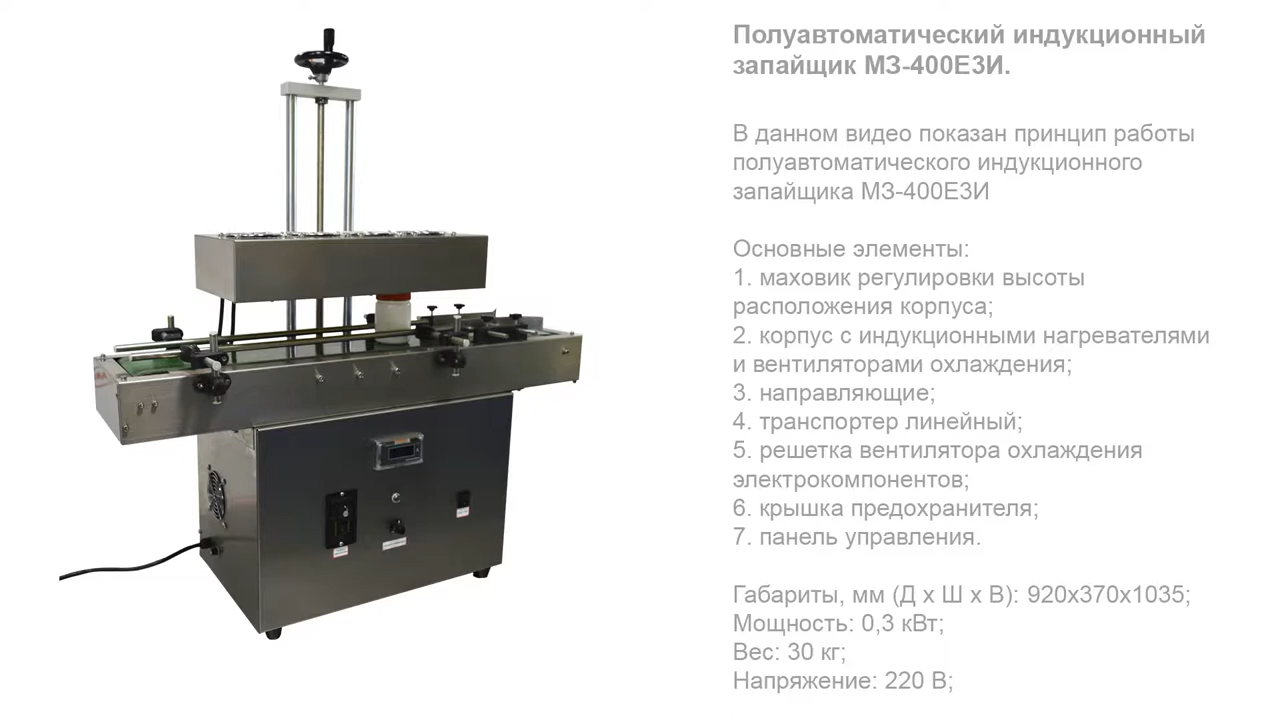 Полуавтоматический индукционный
запайщик МЗ-400Е3И.
В данном видео показан принцип работы
полуавтоматического индукционного
запайщика МЗ-400Е3И
Основные элементы:
1. маховик регулировки высоты
расположения корпуса;
2. корпус с индукционными нагревателями
и вентиляторами охлаждения;
3. направляющие;
4. транспортер линейный;
5. решетка вентилятора охлаждения
электрокомпонентов;
6. крышка предохранителя;
7. панель управления.
Габариты, мм (Д х Ш х В): 920х370х1035;
Мощность: 0,3 кВт;
Вес: 30 кг;
Напряжение: 220 В;